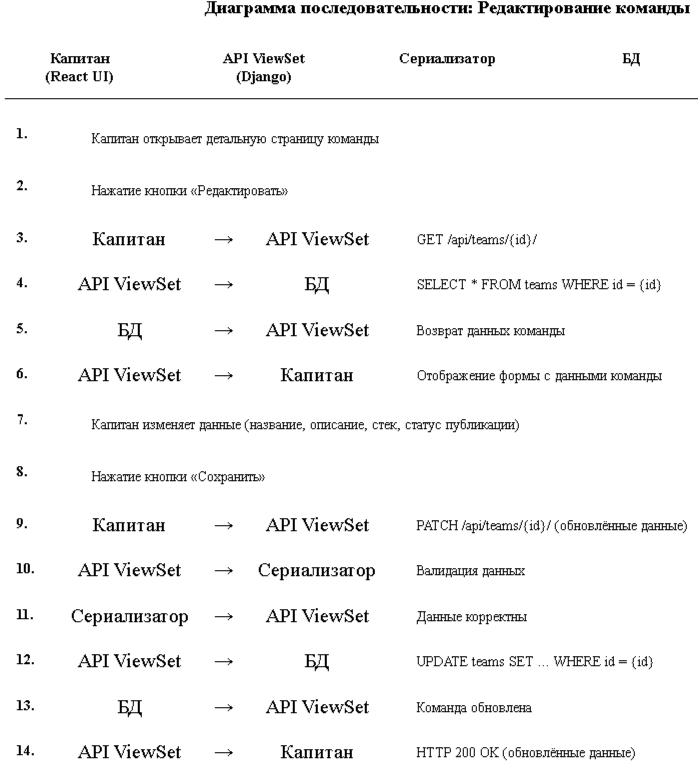 Диаграмма последовательности: Редактирование команды
Капитан API ViewSet Сериализатор БД
(React UI) (Django)
1. Капитан открывает детальную страницу команды
2. Нажатие кнопки «Редактировать»
3. Капитан → API ViewSet GET /api/teams/{id}/
4. API ViewSet → БД SELECT * FROM teams WHERE id = {id}
5. БД → API ViewSet Возврат данных команды
6. API ViewSet → Капитан Отображение формы с данными команды
7. Капитан изменяет данные (название, описание, стек, статус публикации)
8. Нажатие кнопки «Сохранить»
9. Капитан → API ViewSet PATCH /api/teams/{id}/ (обновлённые данные)
10. API ViewSet → Сериализатор Валидация данных
11. Сериализатор → API ViewSet Данные корректны
12. API ViewSet → БД UPDATE teams SET ... WHERE id = {id}
13. БД → API ViewSet Команда обновлена
14. API ViewSet → Капитан HTTP 200 OK (обновлённые данные)